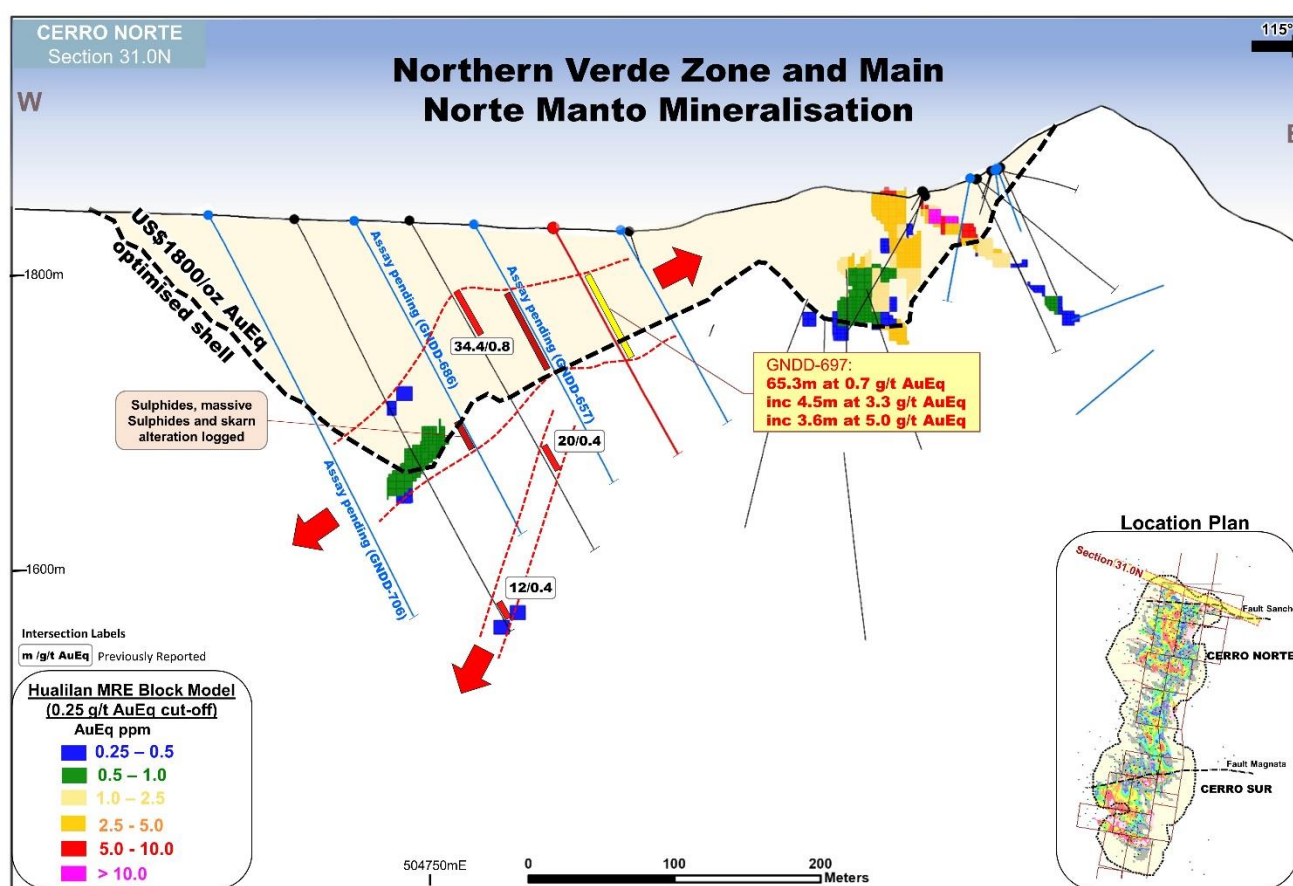 CERRO NORTE
Section 31.0N
115°
Northern Verde Zone and Main
Norte Manto Mineralisation
W
E
US$1800/oz AuEq
optimised shell
1800m
Assay pending (GNDD-686)
Assay pending (GNDD-657)
34.4/0.8
GNDD-697:
65.3m at 0.7 g/t AuEq
inc 4.5m at 3.3 g/t AuEq
inc 3.6m at 5.0 g/t AuEq
Sulphides, massive
Sulphides and skarn
alteration logged
20/0.4
Assay pending (GNDD-706)
1600m
12/0.4
Location Plan
Section 31.0N
Fault Sanche
CERRO NORTE
Fault Magnata
CERRO SUR
Intersection Labels
m /g/t AuEq Previously Reported
Hualilan MRE Block Model
(0.25 g/t AuEq cut-off)
AuEq ppm
0.25 – 0.5
0.5 – 1.0
1.0 – 2.5
2.5 - 5.0
5.0 - 10.0
> 10.0
504750mE
0 100 200
Meters